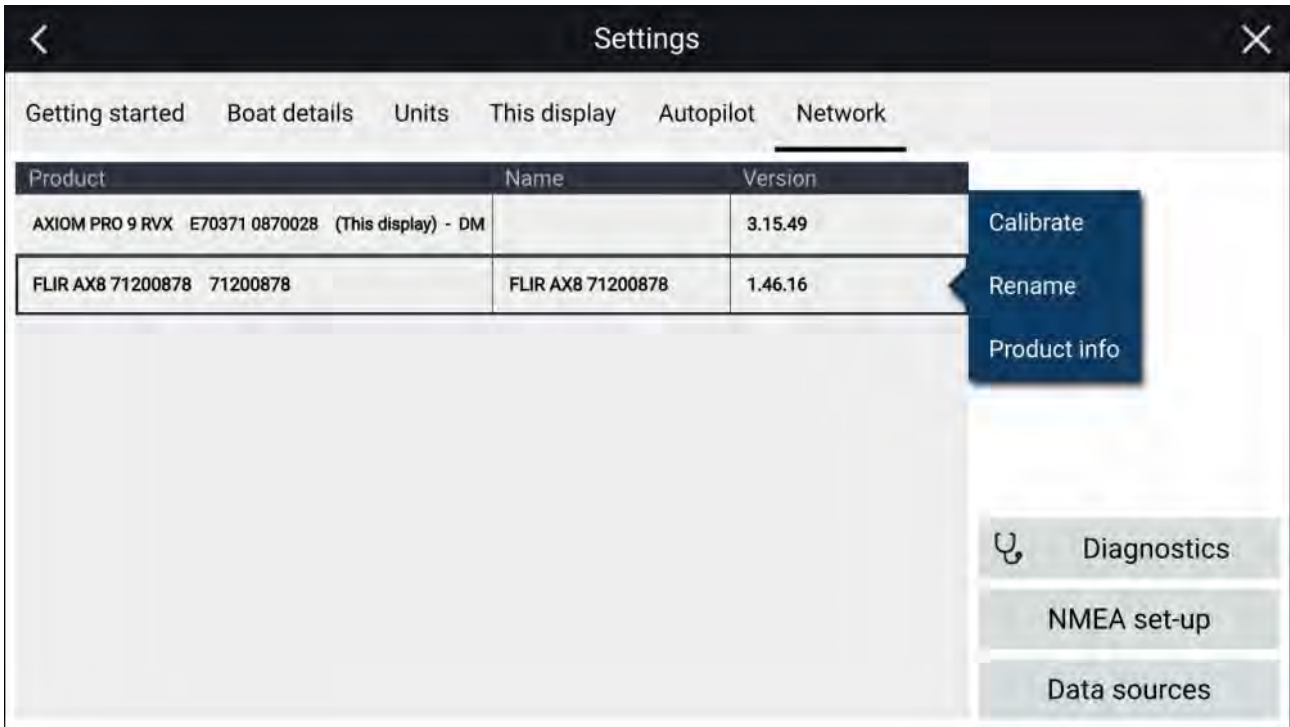 Settings
Getting started Boat details Units This display Autopilot Network
Product Name Version
AXIOM PRO 9 RVX E70371 0870028 (This display) - DM 3.15.49
FLIR AX8 71200878 71200878 FLIR AX8 71200878 1.46.16
Calibrate
Rename
Product info
Diagnostics
NMEA set-up
Data sources